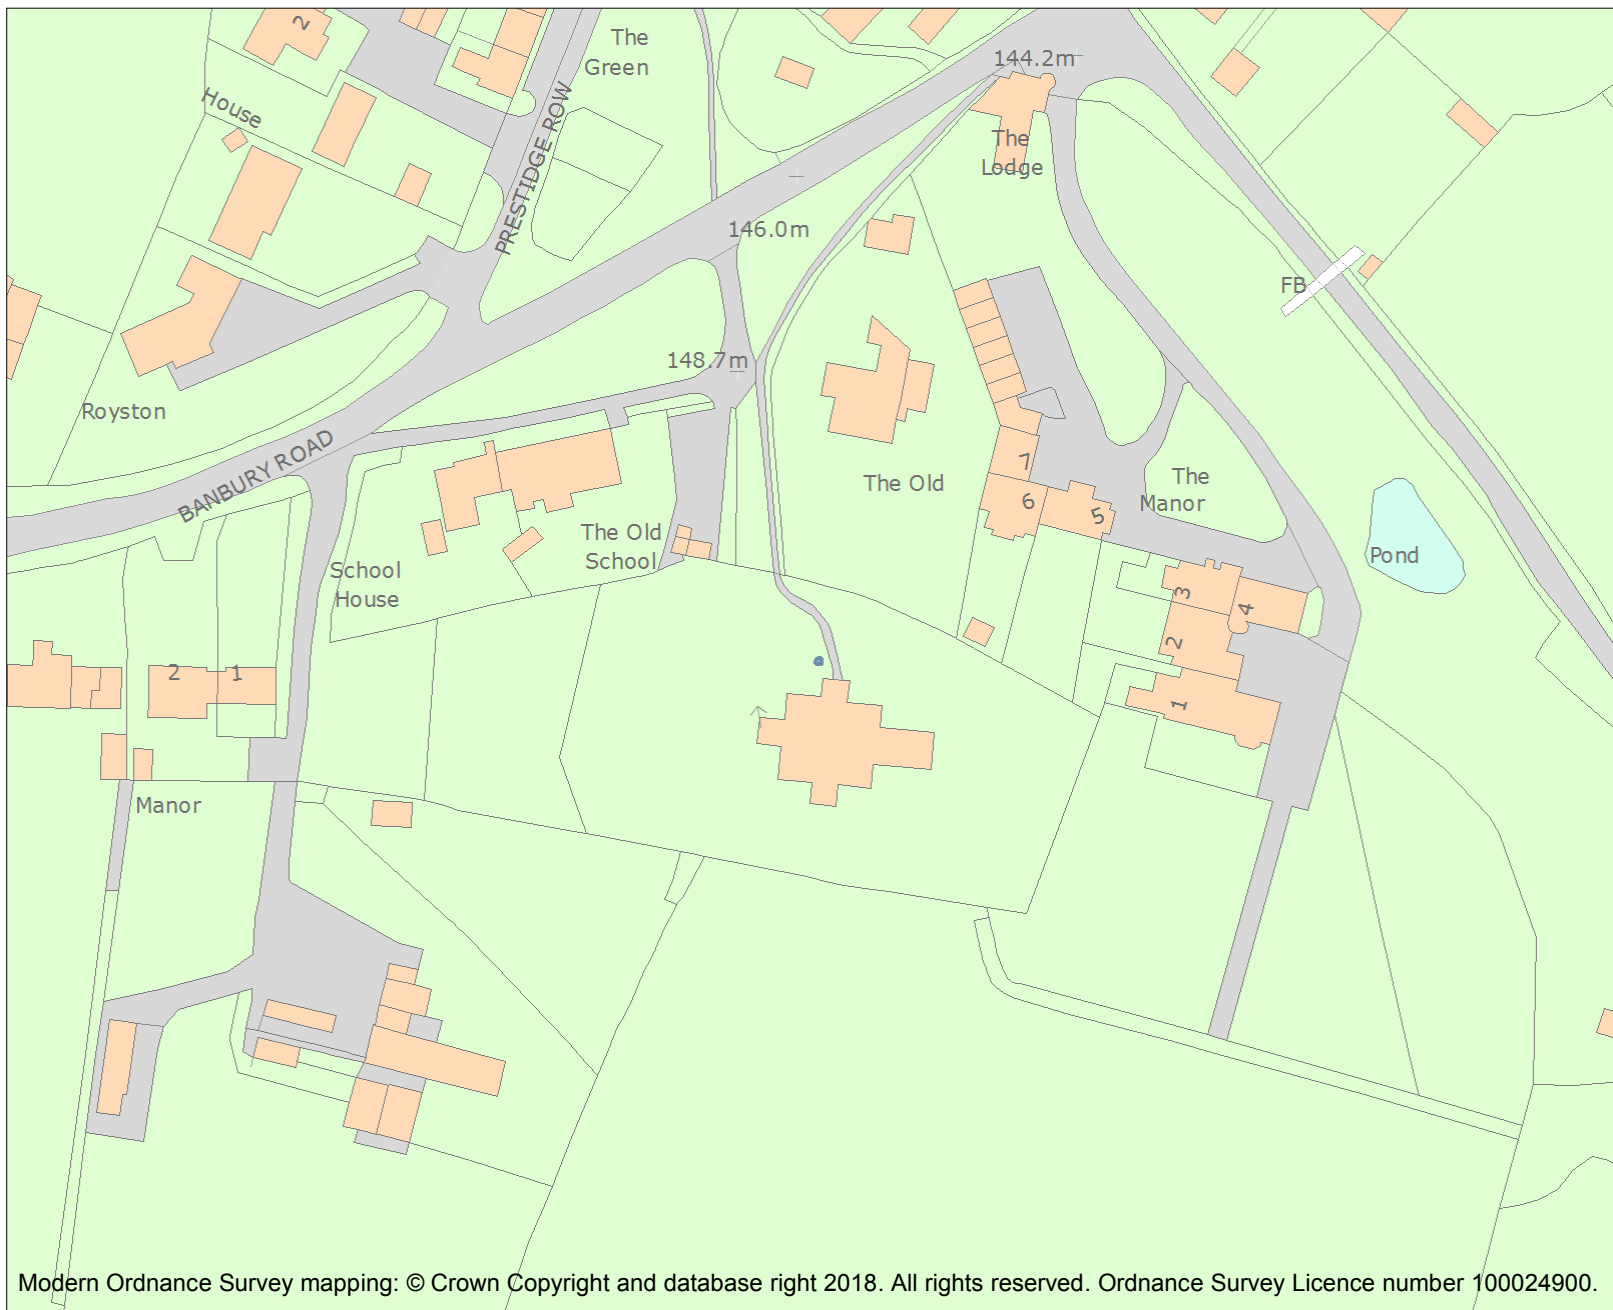 2
The
Green
144.2m
House
PRESTIDGE ROW
The
Lodge
146.0m
FB
148.7m
Royston
BANBURY ROAD
7
The Old
6
5
The
Manor
The Old
School
Pond
School
House
3
4
2
2
1
1
Manor
Modern Ordnance Survey mapping: © Crown Copyright and database right 2018. All rights reserved. Ordnance Survey Licence number 100024900.